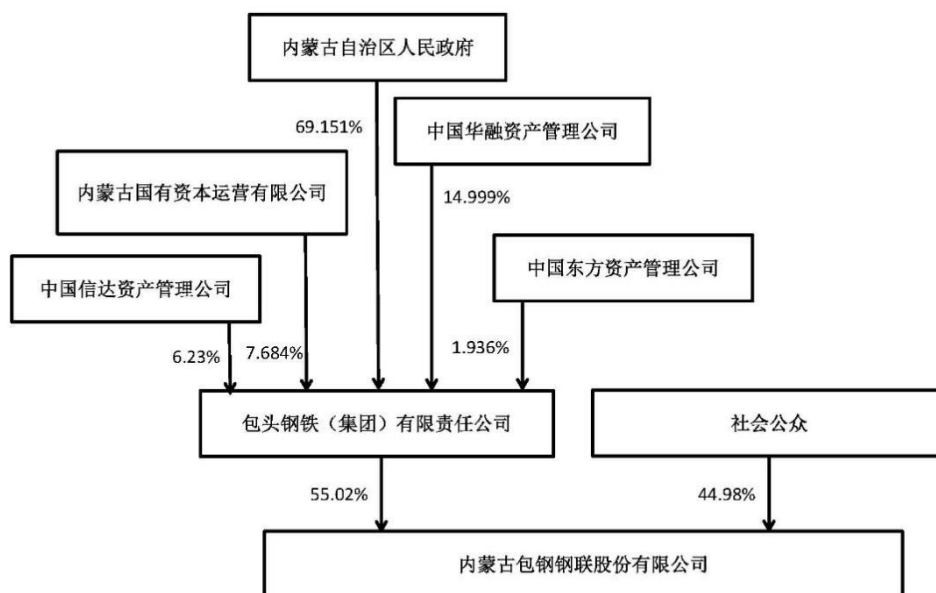 内蒙古自治区人民政府
69.151%
中国华融资产管理公司
14.999%
内蒙古国有资本运营有限公司
中国东方资产管理公司
中国信达资产管理公司
6.23%
7.684%
1.936%
包头钢铁（集团）有限责任公司
社会公众
55.02%
44.98%
内蒙古包钢钢联股份有限公司